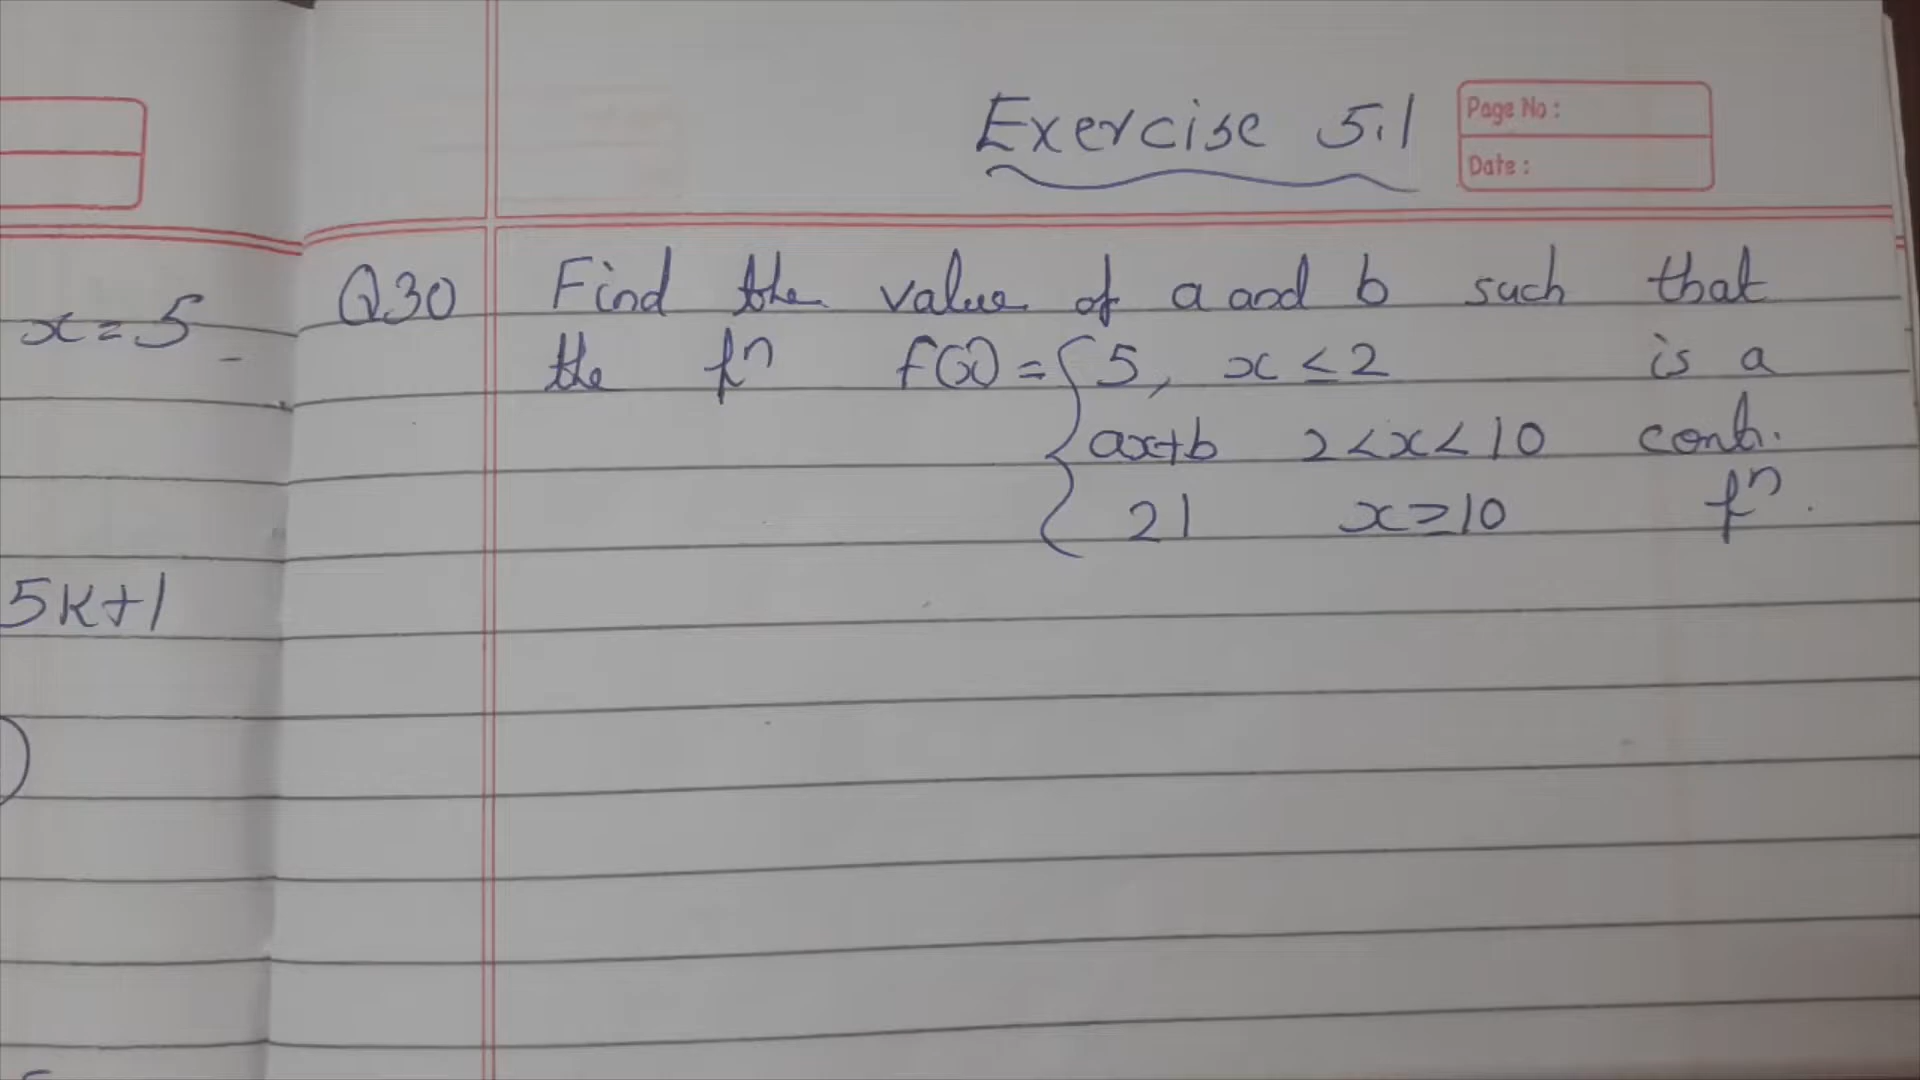 Exercise 5.1
Page No :
Date :
x = 5
Q30 Find the value of a and b such that
the fⁿ f(x) = { 5, x ≤ 2 is a
ax+b 2<x<10 conti.
21 x≥10 fⁿ.
5k+1
)